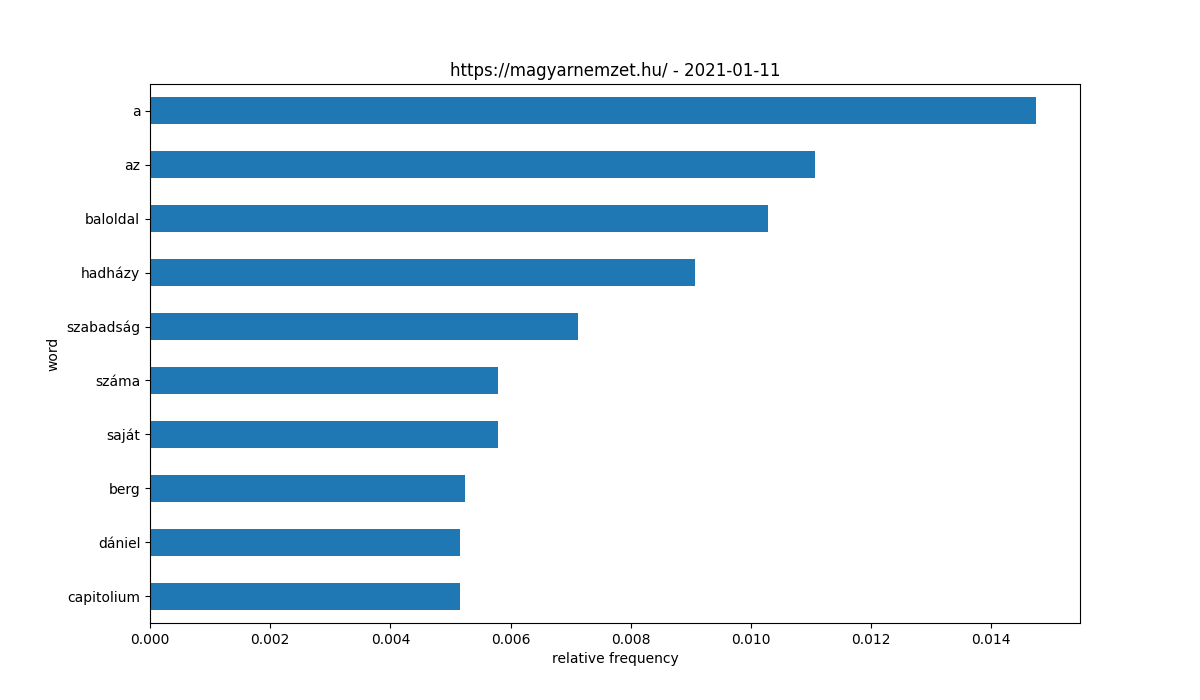 https://magyarnemzet.hu/ - 2021-01-11
a
az
baloldal
hadházy
szabadság
száma
saját
berg
dániel
capitolium
word
0.000 0.002 0.004 0.006 0.008 0.010 0.012 0.014
relative frequency